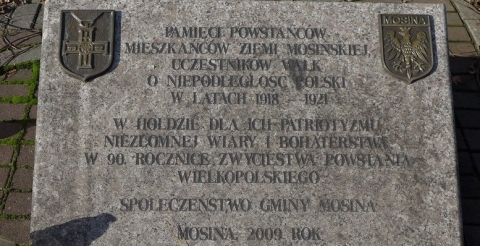 MOSINA
PAMIĘCI POWSTAŃCÓW
MIESZKAŃCÓW ZIEMI MOSIŃSKIEJ,
UCZESTNIKÓW WALK
O NIEPODLEGŁOŚĆ POLSKI
W LATACH 1918 - 1921
W HOŁDZIE DLA ICH PATRIOTYZMU
NIEZŁOMNEJ WIARY I BOHATERSTWA
W 90. ROCZNICĘ ZWYCIĘSTWA POWSTANIA
WIELKOPOLSKIEGO
SPOŁECZEŃSTWO GMINY MOSINA
MOSINA, 2009 ROK